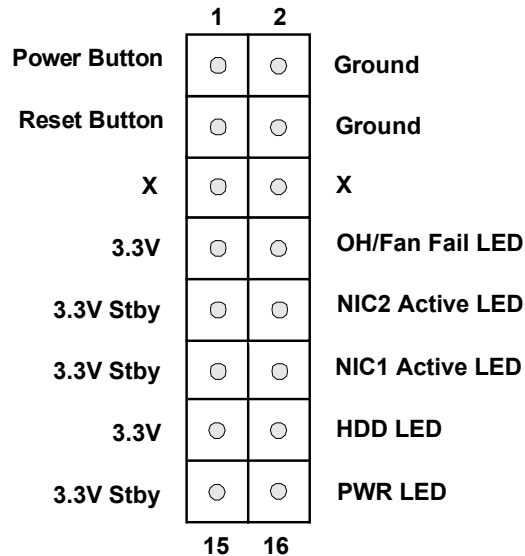 1 2
Power Button Ground
Reset Button Ground
X X
3.3V OH/Fan Fail LED
3.3V Stby NIC2 Active LED
3.3V Stby NIC1 Active LED
3.3V HDD LED
3.3V Stby PWR LED
15 16